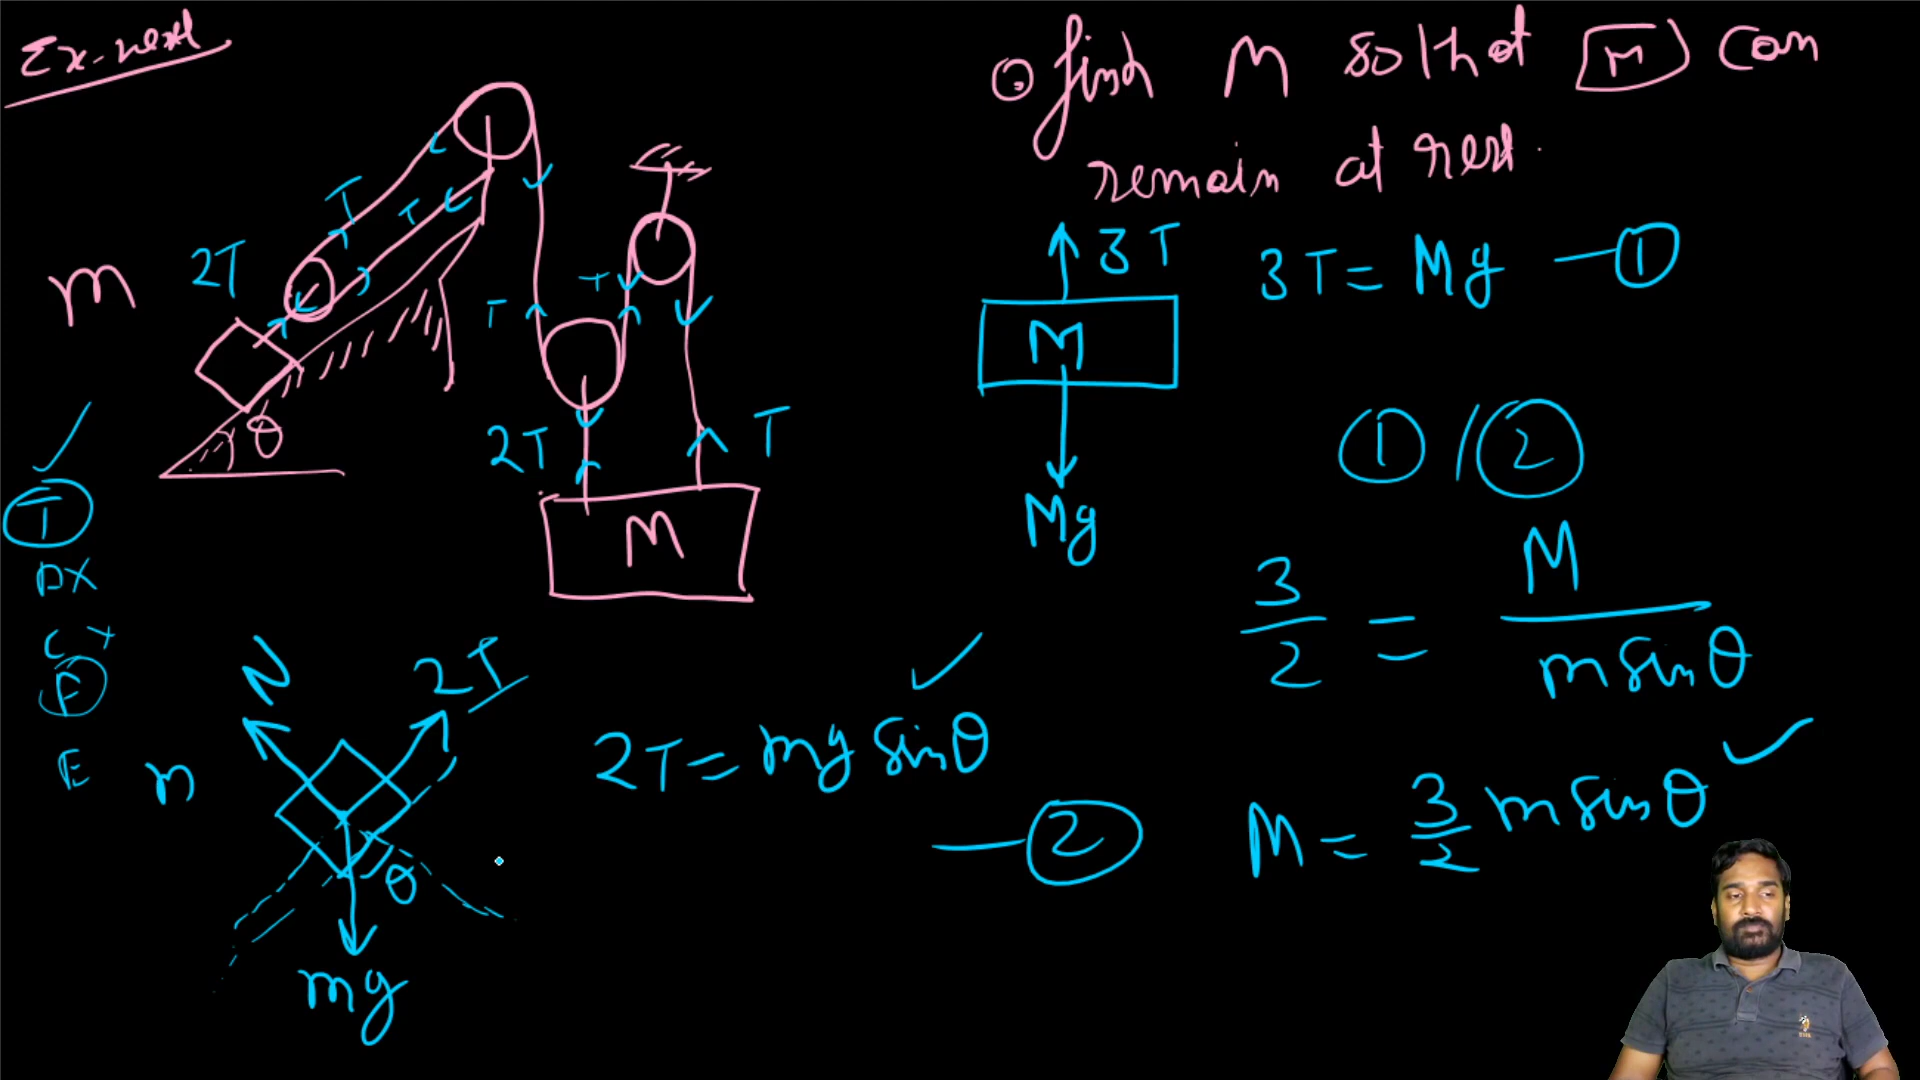 Ex-next
① find M so that M can
remain at rest.
T
T
2T
m
T
T
2T
T
M
θ
3T
M
Mg
3T = Mg — ①
① / ②
3/2 = M / m sinθ
M = 3/2 m sinθ
T
D X
C X
F
E
N
2T
m
θ
mg
2T = mg sinθ
— ②